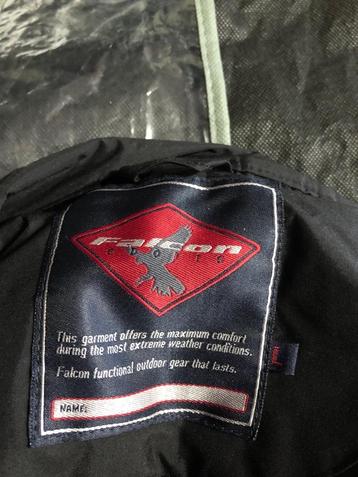 Falcon
This garment offers the maximum comfort
during the most extreme weather conditions.
Falcon functional outdoor gear that lasts.
NAME: